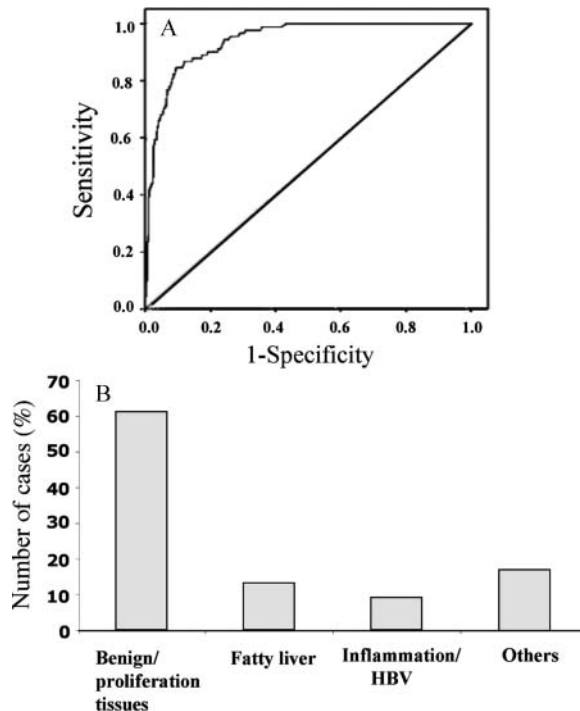 A
1.0
0.8
0.6
0.4
0.2
0.0
Sensitivity
0.0 0.2 0.4 0.6 0.8 1.0
1-Specificity
B
70
60
50
40
30
20
10
0
Number of cases (%)
Benign/ proliferation tissues
Fatty liver
Inflammation/ HBV
Others